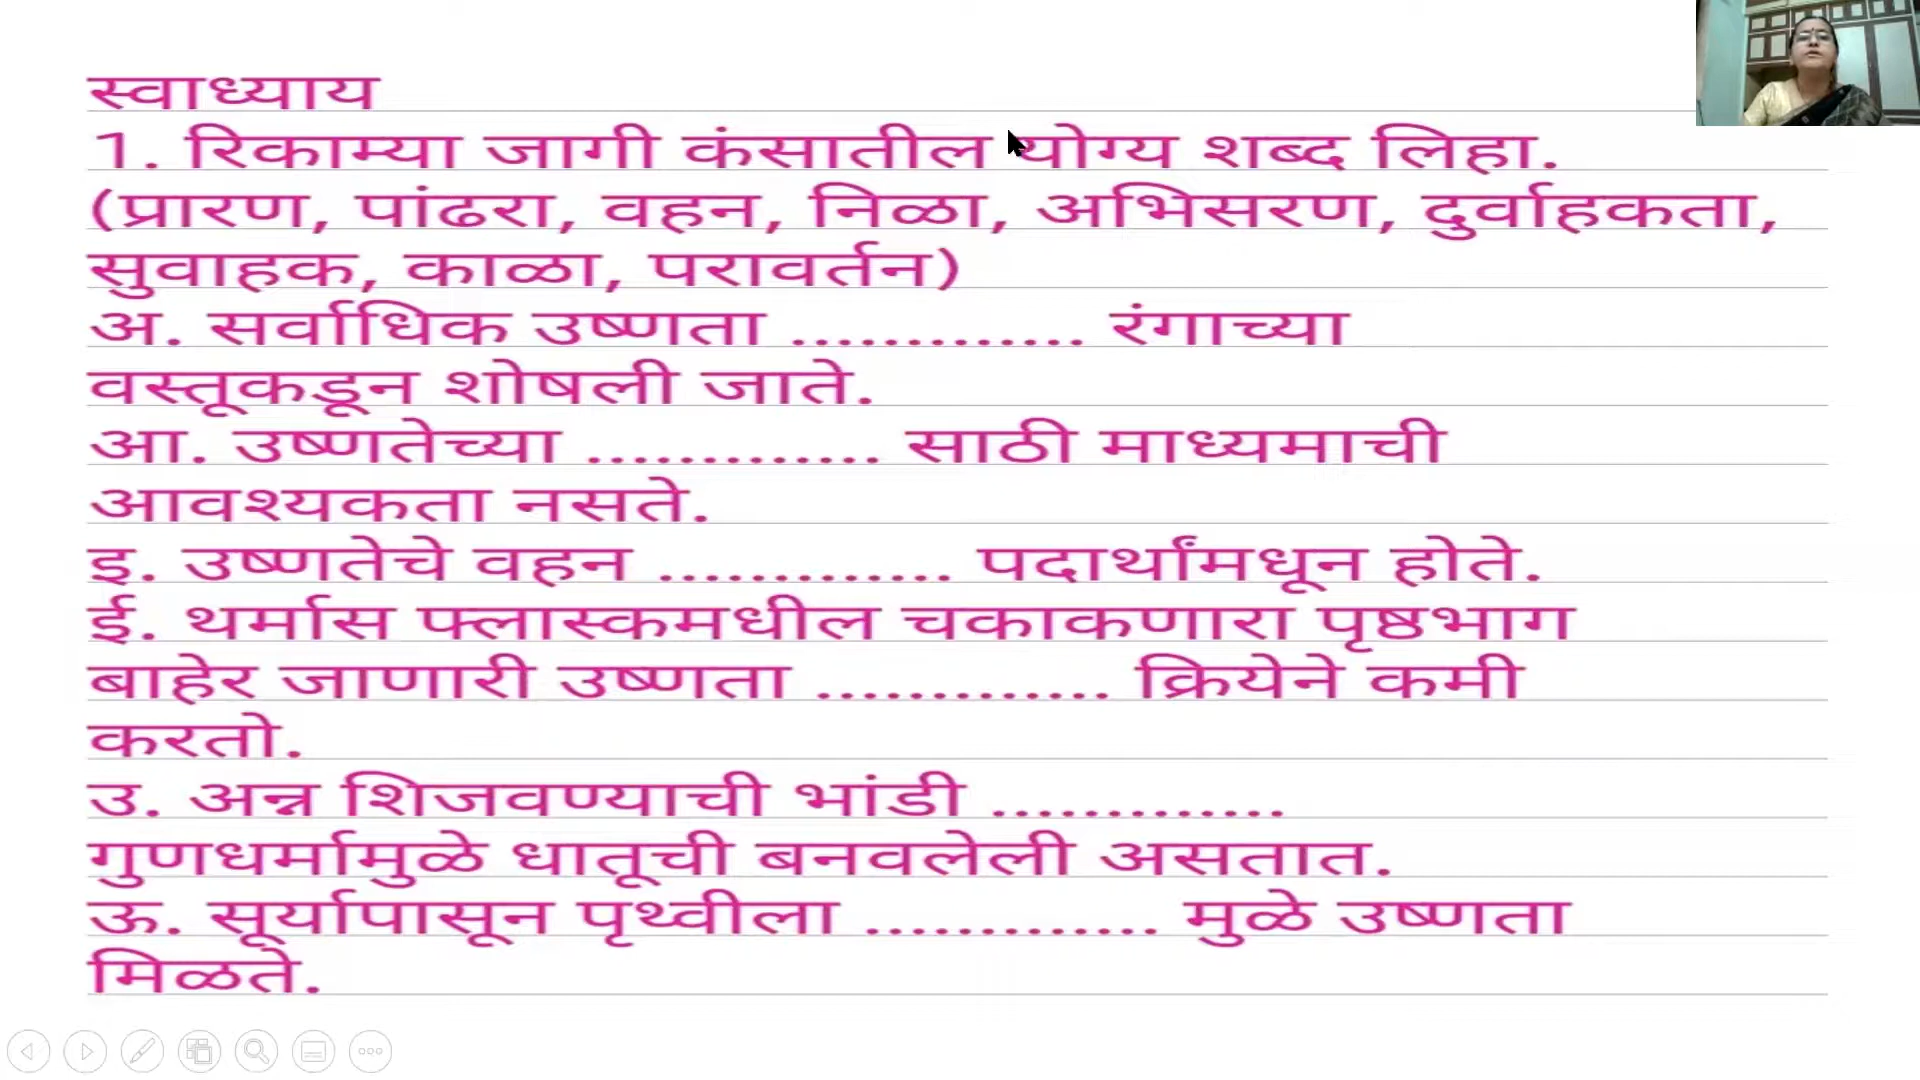 स्वाध्याय
1. रिकाम्या जागी कंसातील योग्य शब्द लिहा.
(प्रारण, पांढरा, वहन, निळा, अभिसरण, दुर्वाहकता,
सुवाहक, काळा, परावर्तन)
अ. सर्वाधिक उष्णता ............. रंगाच्या
वस्तूकडून शोषली जाते.
आ. उष्णतेच्या ............. साठी माध्यमाची
आवश्यकता नसते.
इ. उष्णतेचे वहन ............. पदार्थांमधून होते.
ई. थर्मास फ्लास्कमधील चकाकणारा पृष्ठभाग
बाहेर जाणारी उष्णता ............. क्रियेने कमी
करतो.
उ. अन्न शिजवण्याची भांडी .............
गुणधर्मामुळे धातूची बनवलेली असतात.
ऊ. सूर्यापासून पृथ्वीला ............. मुळे उष्णता
मिळते.